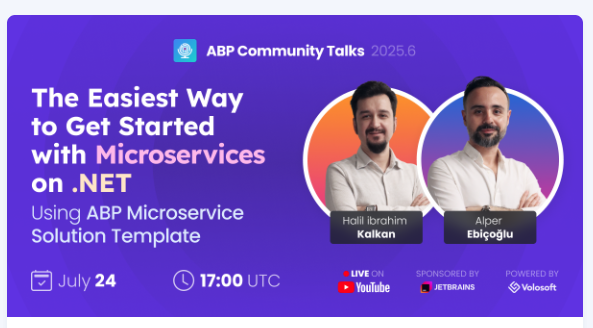 ABP Community Talks 2025.6
The Easiest Way
to Get Started
with Microservices
on .NET
Using ABP Microservice
Solution Template
Halil ibrahim
Kalkan
Alper
Ebiçoğlu
July 24
17:00 UTC
LIVE ON
YouTube
SPONSORED BY
JETBRAINS
POWERED BY
Volosoft